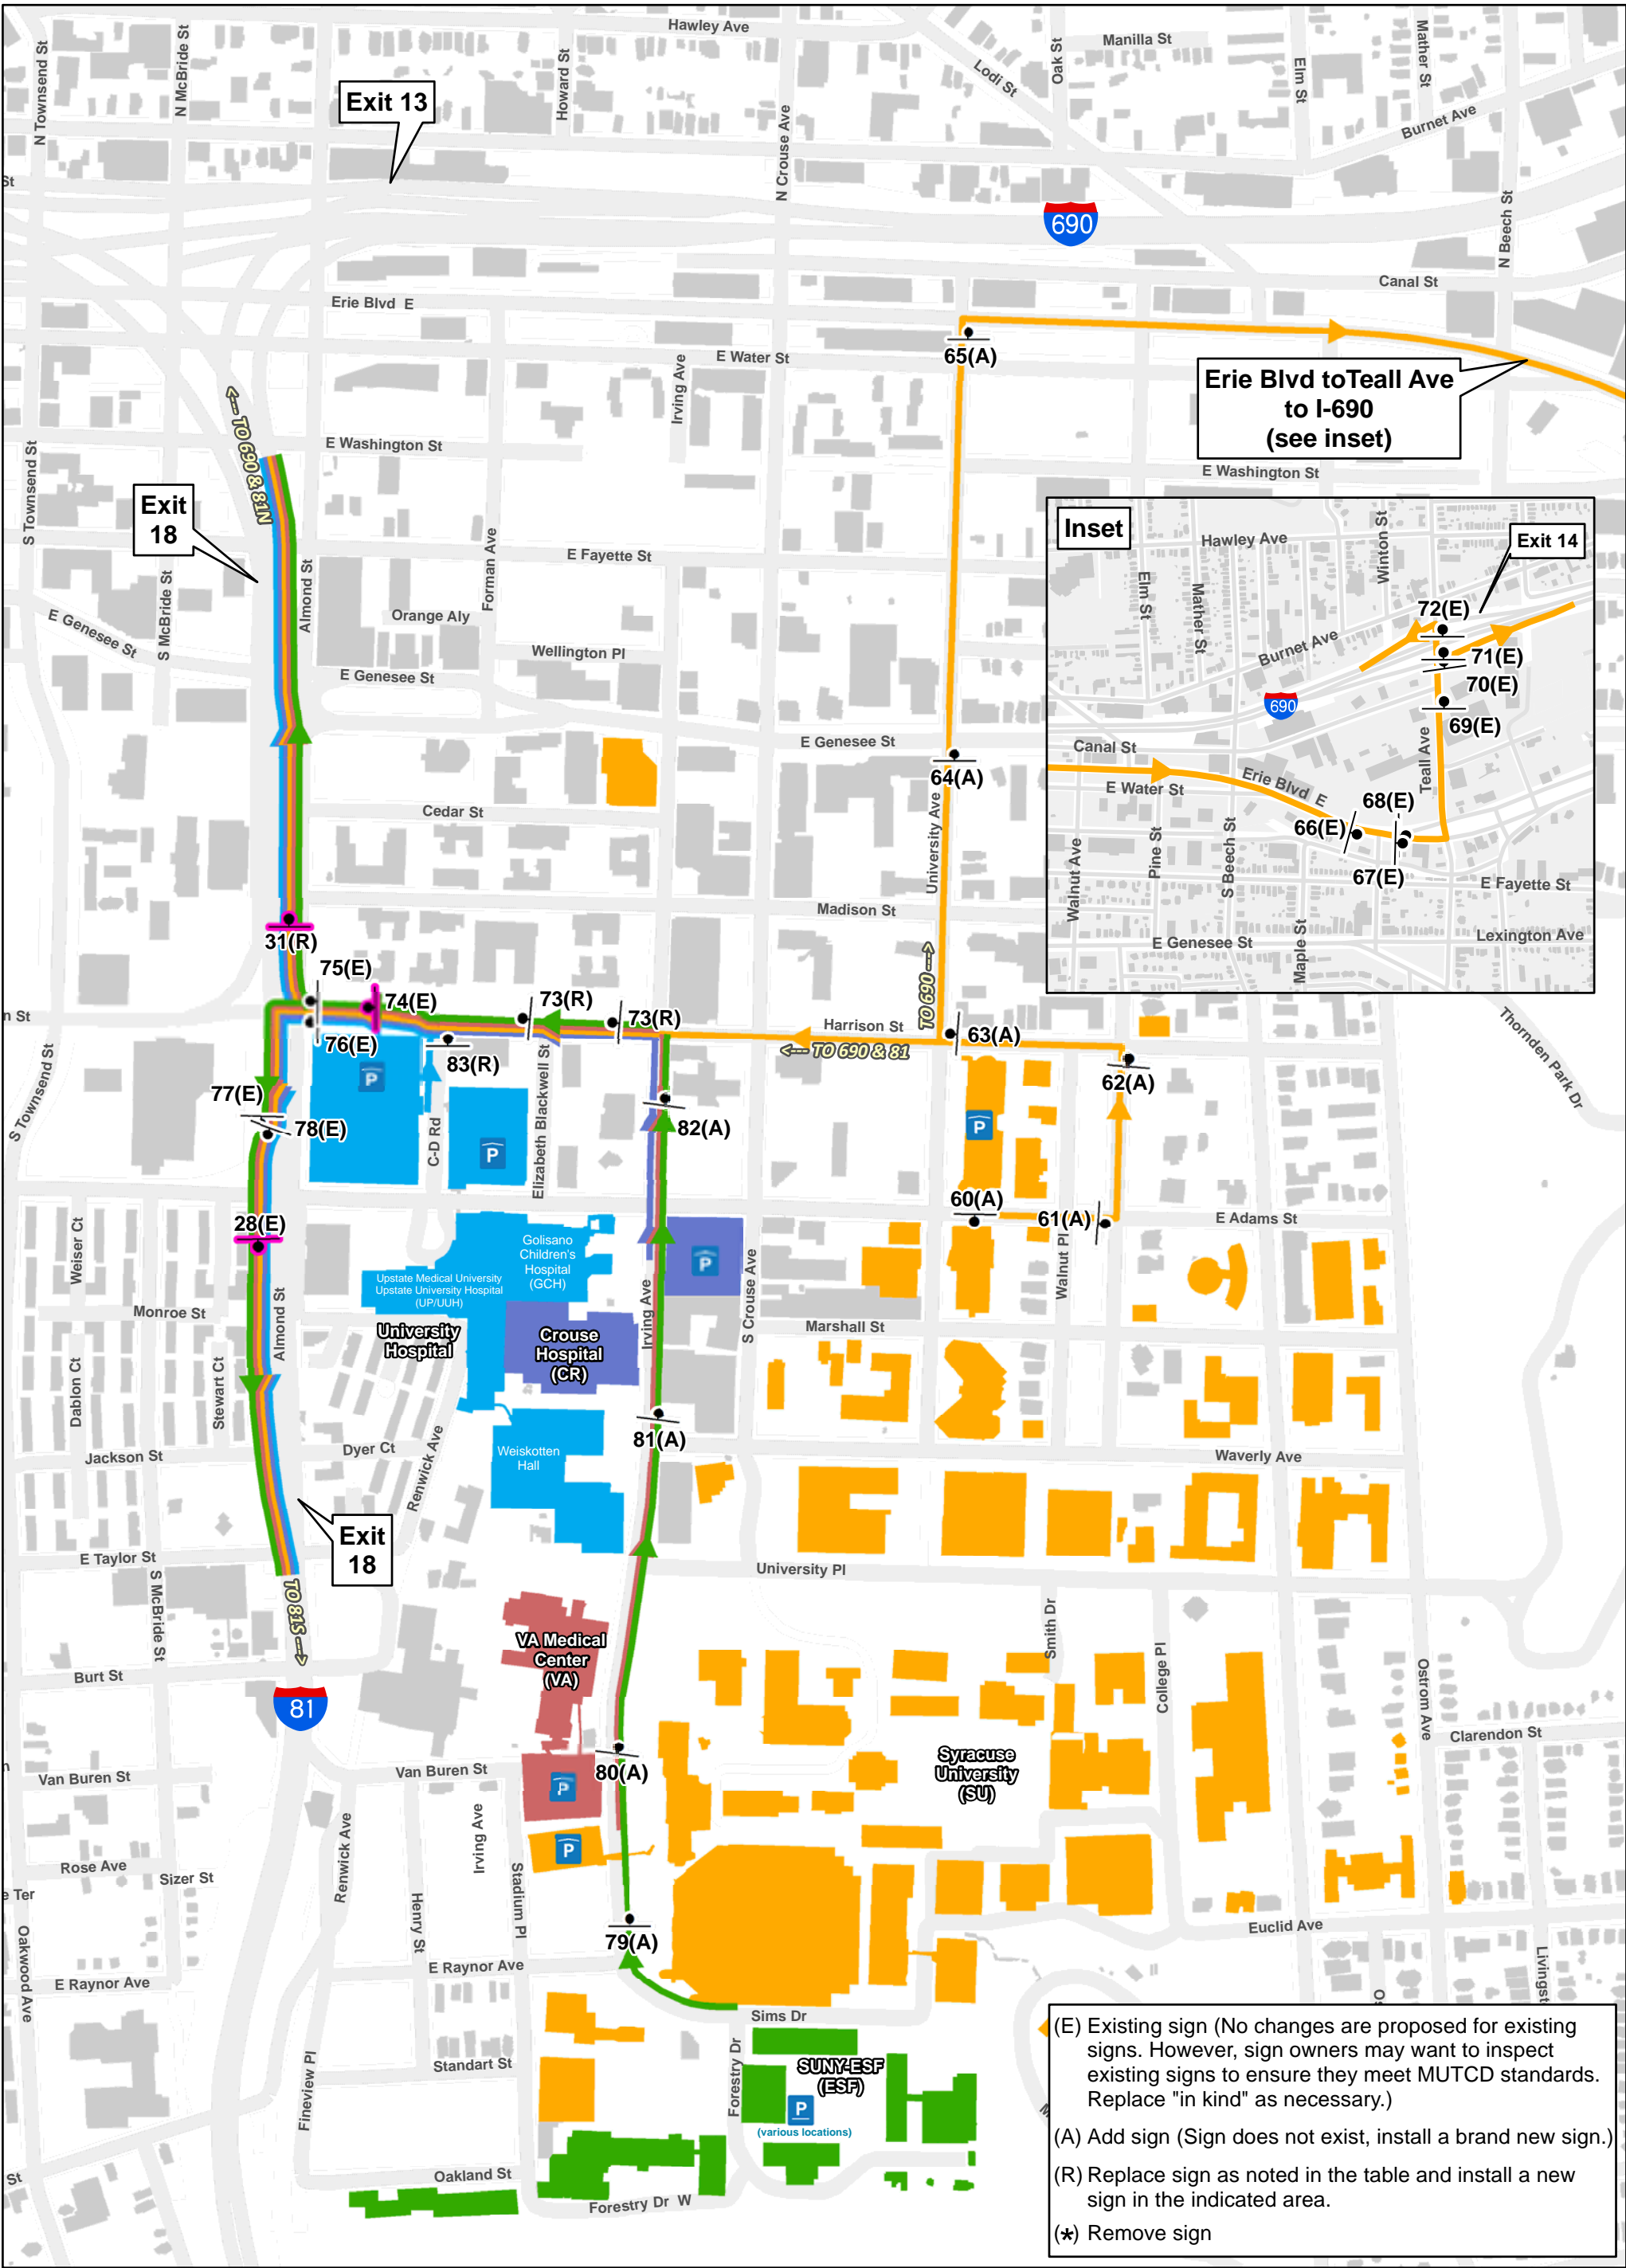 Hawley Ave
Manilla St
N Townsend St
N McBride St
Howard St
Lodi St
Oak St
Elm St
Mather St
Burnet Ave
Exit 13
N Crouse Ave
St
690
N Beech St
Canal St
Erie Blvd E
E Water St
65(A)
Irving Ave
Erie Blvd toTeall Ave
to I-690
(see inset)
<--- TO 690 & 81N
E Washington St
E Washington St
S Townsend St
Exit
18
E Fayette St
Forman Ave
Almond St
Orange Aly
E Genesee St
S McBride St
Wellington Pl
E Genesee St
E Genesee St
64(A)
University Ave
Cedar St
Madison St
Inset
Hawley Ave
Winton St
Exit 14
Elm St
Mather St
72(E)
Burnet Ave
71(E)
70(E)
690
69(E)
Canal St
Teall Ave
E Water St
Erie Blvd E
68(E)
66(E)
67(E)
Walnut Ave
Pine St
S Beech St
E Fayette St
Maple St
E Genesee St
Lexington Ave
31(R)
75(E)
74(E)
73(R)
73(R)
n St
Harrison St
TO 690 --->
63(A)
<--- TO 690 & 81
76(E)
83(R)
62(A)
Thornden Park Dr
S Townsend St
P
77(E)
78(E)
C-D Rd
P
Elizabeth Blackwell St
82(A)
P
60(A)
61(A)
E Adams St
28(E)
Weiser Ct
Golisano
Children's
Hospital
(GCH)
Upstate Medical University
Upstate University Hospital
(UP/UUH)
P
Walnut Pl
Monroe St
Almond St
University
Hospital
Crouse
Hospital
(CR)
Irving Ave
S Crouse Ave
Marshall St
Dablon Ct
Stewart Ct
81(A)
Jackson St
Dyer Ct
Renwick Ave
Weiskotten
Hall
Waverly Ave
Exit
18
E Taylor St
University Pl
S McBride St
TO 81S --->
VA Medical
Center
(VA)
Smith Dr
College Pl
Burt St
81
Ostrom Ave
Clarendon St
80(A)
Syracuse
University
(SU)
n
Van Buren St
Van Buren St
P
Renwick Ave
Irving Ave
P
Rose Ave
Sizer St
e Ter
Henry St
Stadium Pl
79(A)
Euclid Ave
Oakwood Ave
E Raynor Ave
E Raynor Ave
Livingst
Os
Sims Dr
Fineview Pl
Standart St
Forestry Dr
SUNY-ESF
(ESF)
P
(various locations)
M
St
Oakland St
Forestry Dr W
(E) Existing sign (No changes are proposed for existing
signs. However, sign owners may want to inspect
existing signs to ensure they meet MUTCD standards.
Replace "in kind" as necessary.)
(A) Add sign (Sign does not exist, install a brand new sign.)
(R) Replace sign as noted in the table and install a new
sign in the indicated area.
(*) Remove sign